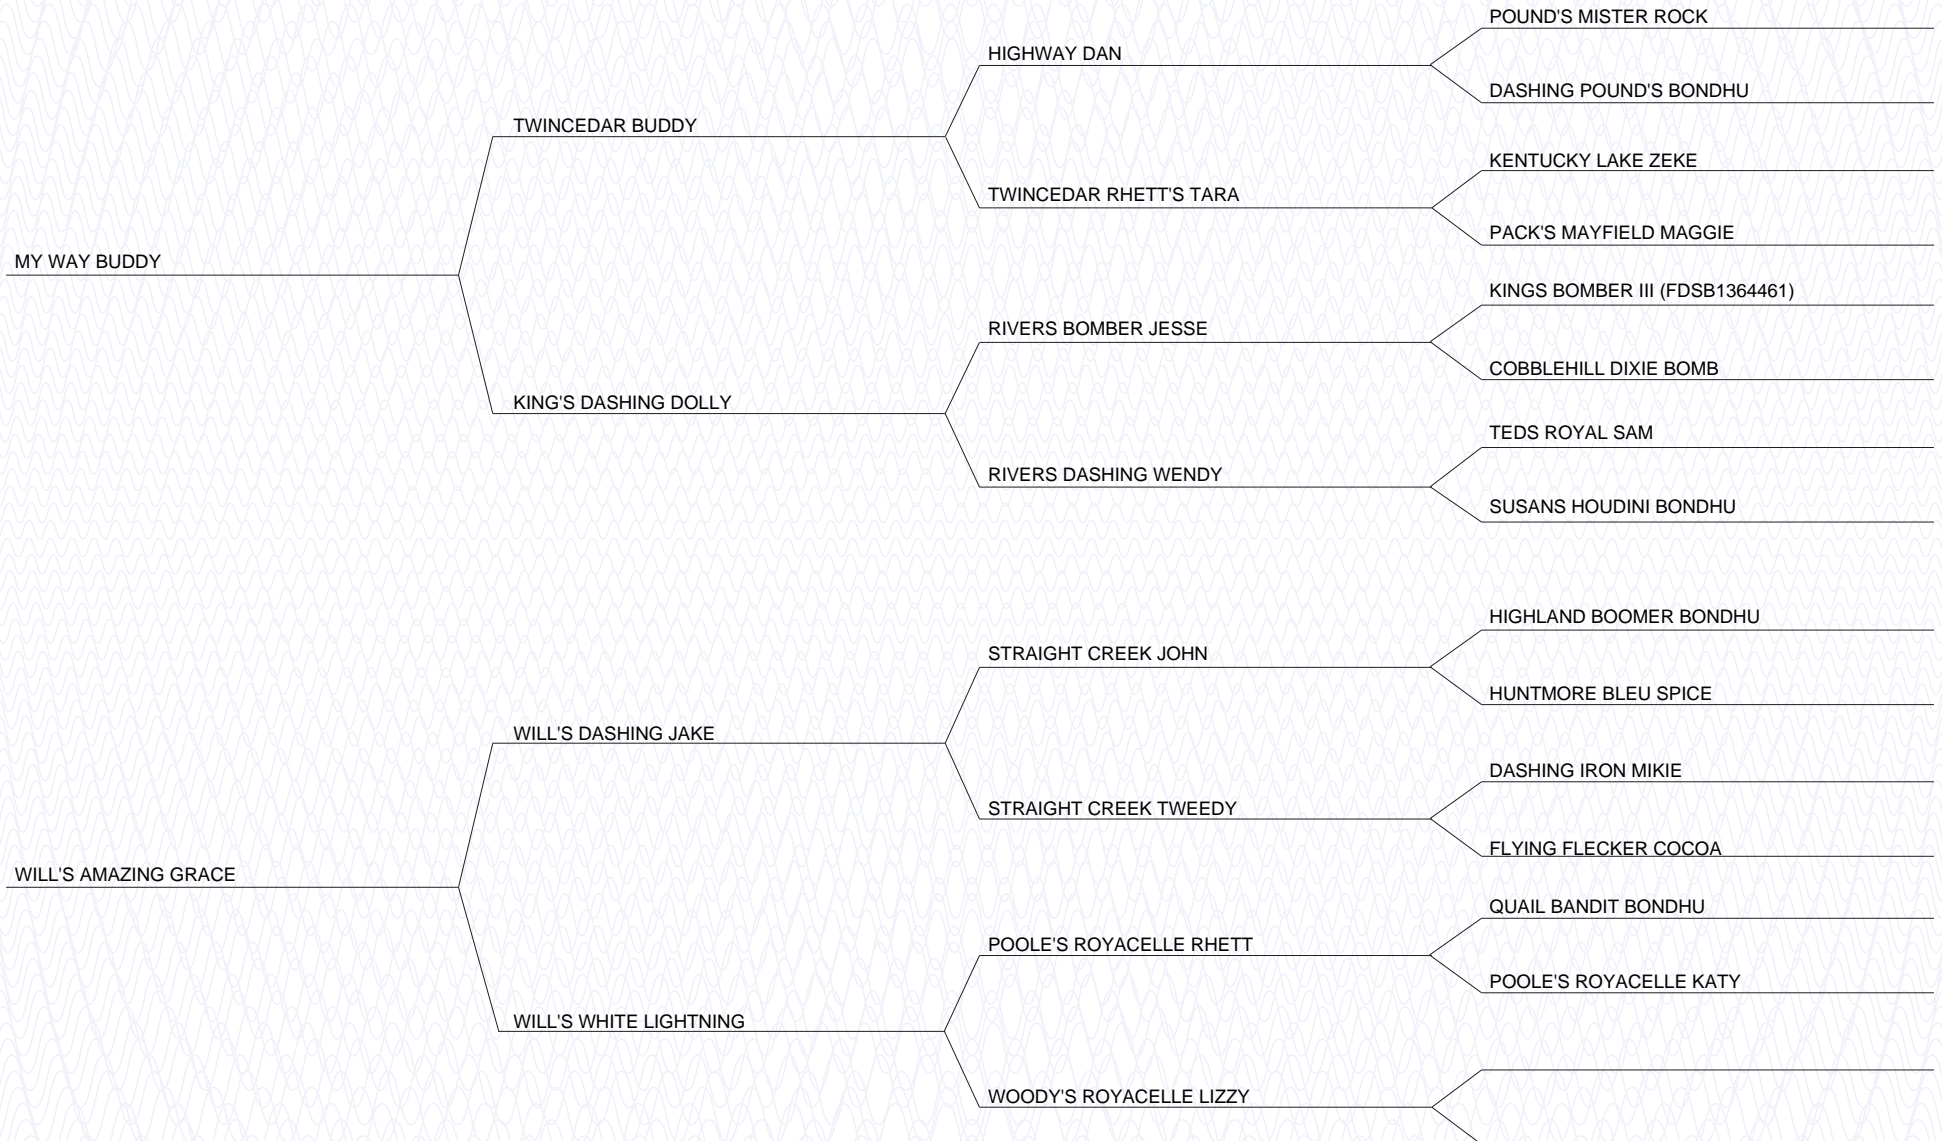 POUND'S MISTER ROCK
HIGHWAY DAN
DASHING POUND'S BONDHU
TWINCEDAR BUDDY
KENTUCKY LAKE ZEKE
TWINCEDAR RHETT'S TARA
PACK'S MAYFIELD MAGGIE
MY WAY BUDDY
KINGS BOMBER III (FDSB1364461)
RIVERS BOMBER JESSE
COBBLEHILL DIXIE BOMB
KING'S DASHING DOLLY
TEDS ROYAL SAM
RIVERS DASHING WENDY
SUSANS HOUDINI BONDHU
HIGHLAND BOOMER BONDHU
STRAIGHT CREEK JOHN
HUNTMORE BLEU SPICE
WILL'S DASHING JAKE
DASHING IRON MIKIE
STRAIGHT CREEK TWEEDY
FLYING FLECKER COCOA
WILL'S AMAZING GRACE
QUAIL BANDIT BONDHU
POOLE'S ROYACELLE RHETT
POOLE'S ROYACELLE KATY
WILL'S WHITE LIGHTNING
WOODY'S ROYACELLE LIZZY